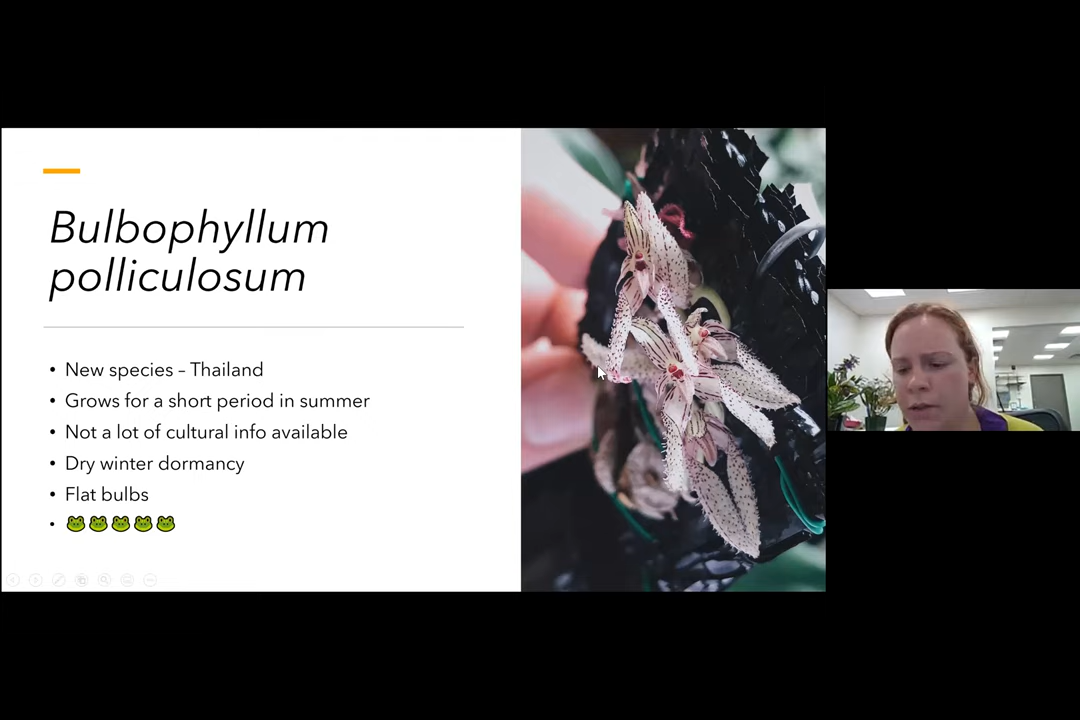 Bulbophyllum
polliculosum
• New species – Thailand
• Grows for a short period in summer
• Not a lot of cultural info available
• Dry winter dormancy
• Flat bulbs
• 🐸🐸🐸🐸🐸